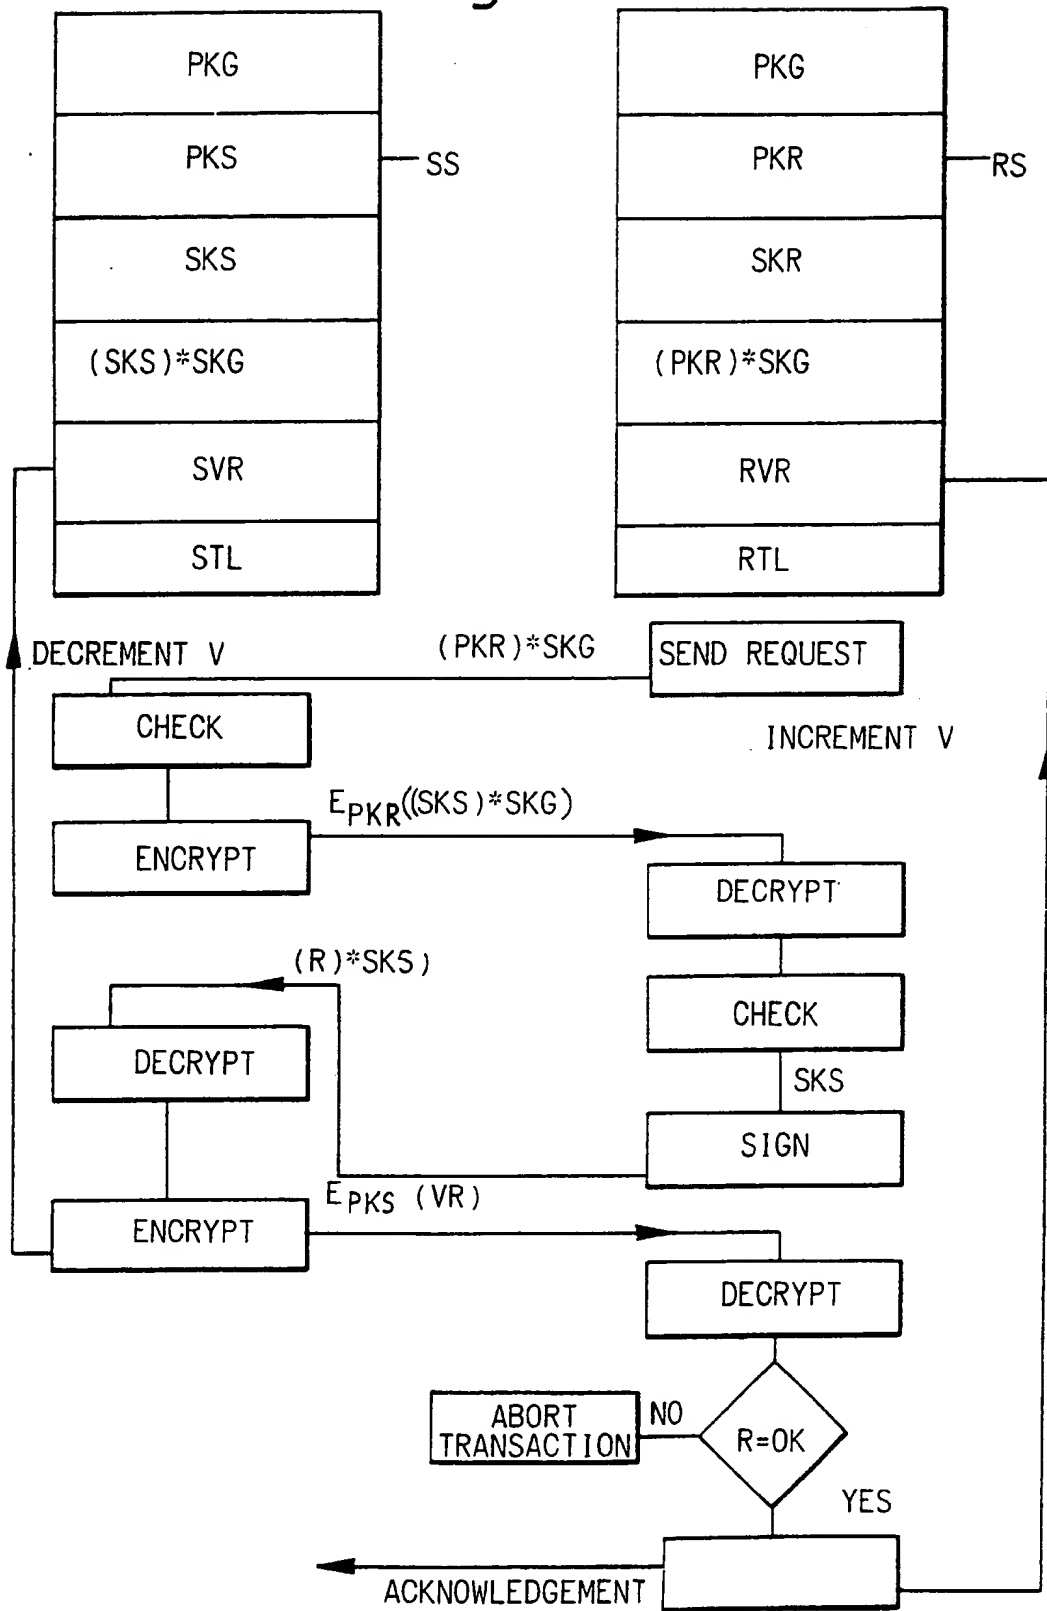 g
PKG
PKS
SS
SKS
(SKS)*SKG
SVR
STL
PKG
PKR
RS
SKR
(PKR)*SKG
RVR
RTL
DECREMENT V
(PKR)*SKG
SEND REQUEST
CHECK
INCREMENT V
EPKR((SKS)*SKG)
ENCRYPT
DECRYPT
(R)*SKS)
CHECK
DECRYPT
SKS
SIGN
EPKS (VR)
ENCRYPT
DECRYPT
ABORT
TRANSACTION
NO
R=OK
YES
ACKNOWLEDGEMENT